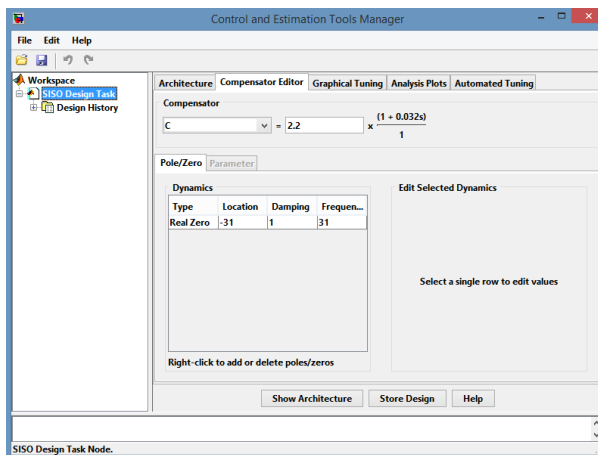 Control and Estimation Tools Manager
File Edit Help
Workspace
SISO Design Task
Design History
Architecture Compensator Editor Graphical Tuning Analysis Plots Automated Tuning
Compensator
C = 2.2 x (1 + 0.032s)
1
Pole/Zero Parameter
Dynamics
Type Location Damping Frequen...
Real Zero -31 1 31
Right-click to add or delete poles/zeros
Edit Selected Dynamics
Select a single row to edit values
Show Architecture Store Design Help
SISO Design Task Node.